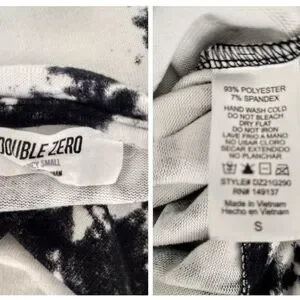 DOUBLE ZERO
SMALL
93% POLYESTER
7% SPANDEX
HAND WASH COLD
DO NOT BLEACH
DRY FLAT
DO NOT IRON
LAVE FRIO A MANO
NO USAR CLORO
SECAR EXTENDIDO
NO PLANCHAR
STYLE# DZ21G290
RN# 149137
Made in Vietnam
Hecho en Vietnam
S